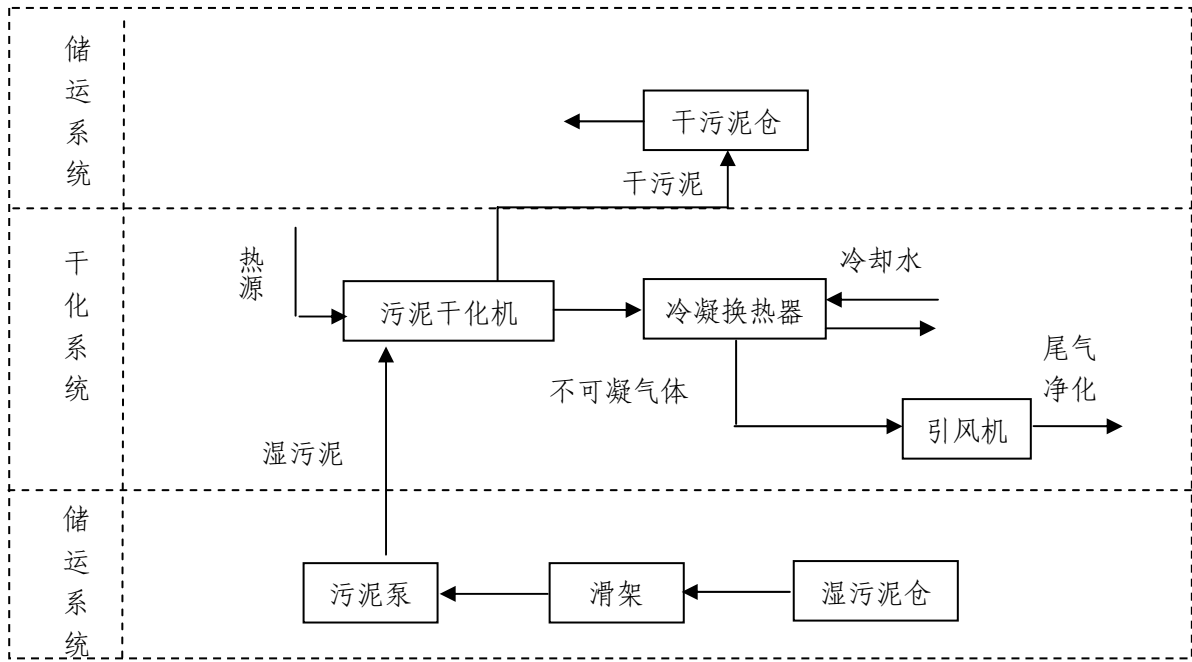 储运系统
干污泥仓
干污泥
干化系统
热源
冷却水
污泥干化机
冷凝换热器
尾气
净化
不可凝气体
引风机
湿污泥
储运系统
污泥泵
滑架
湿污泥仓